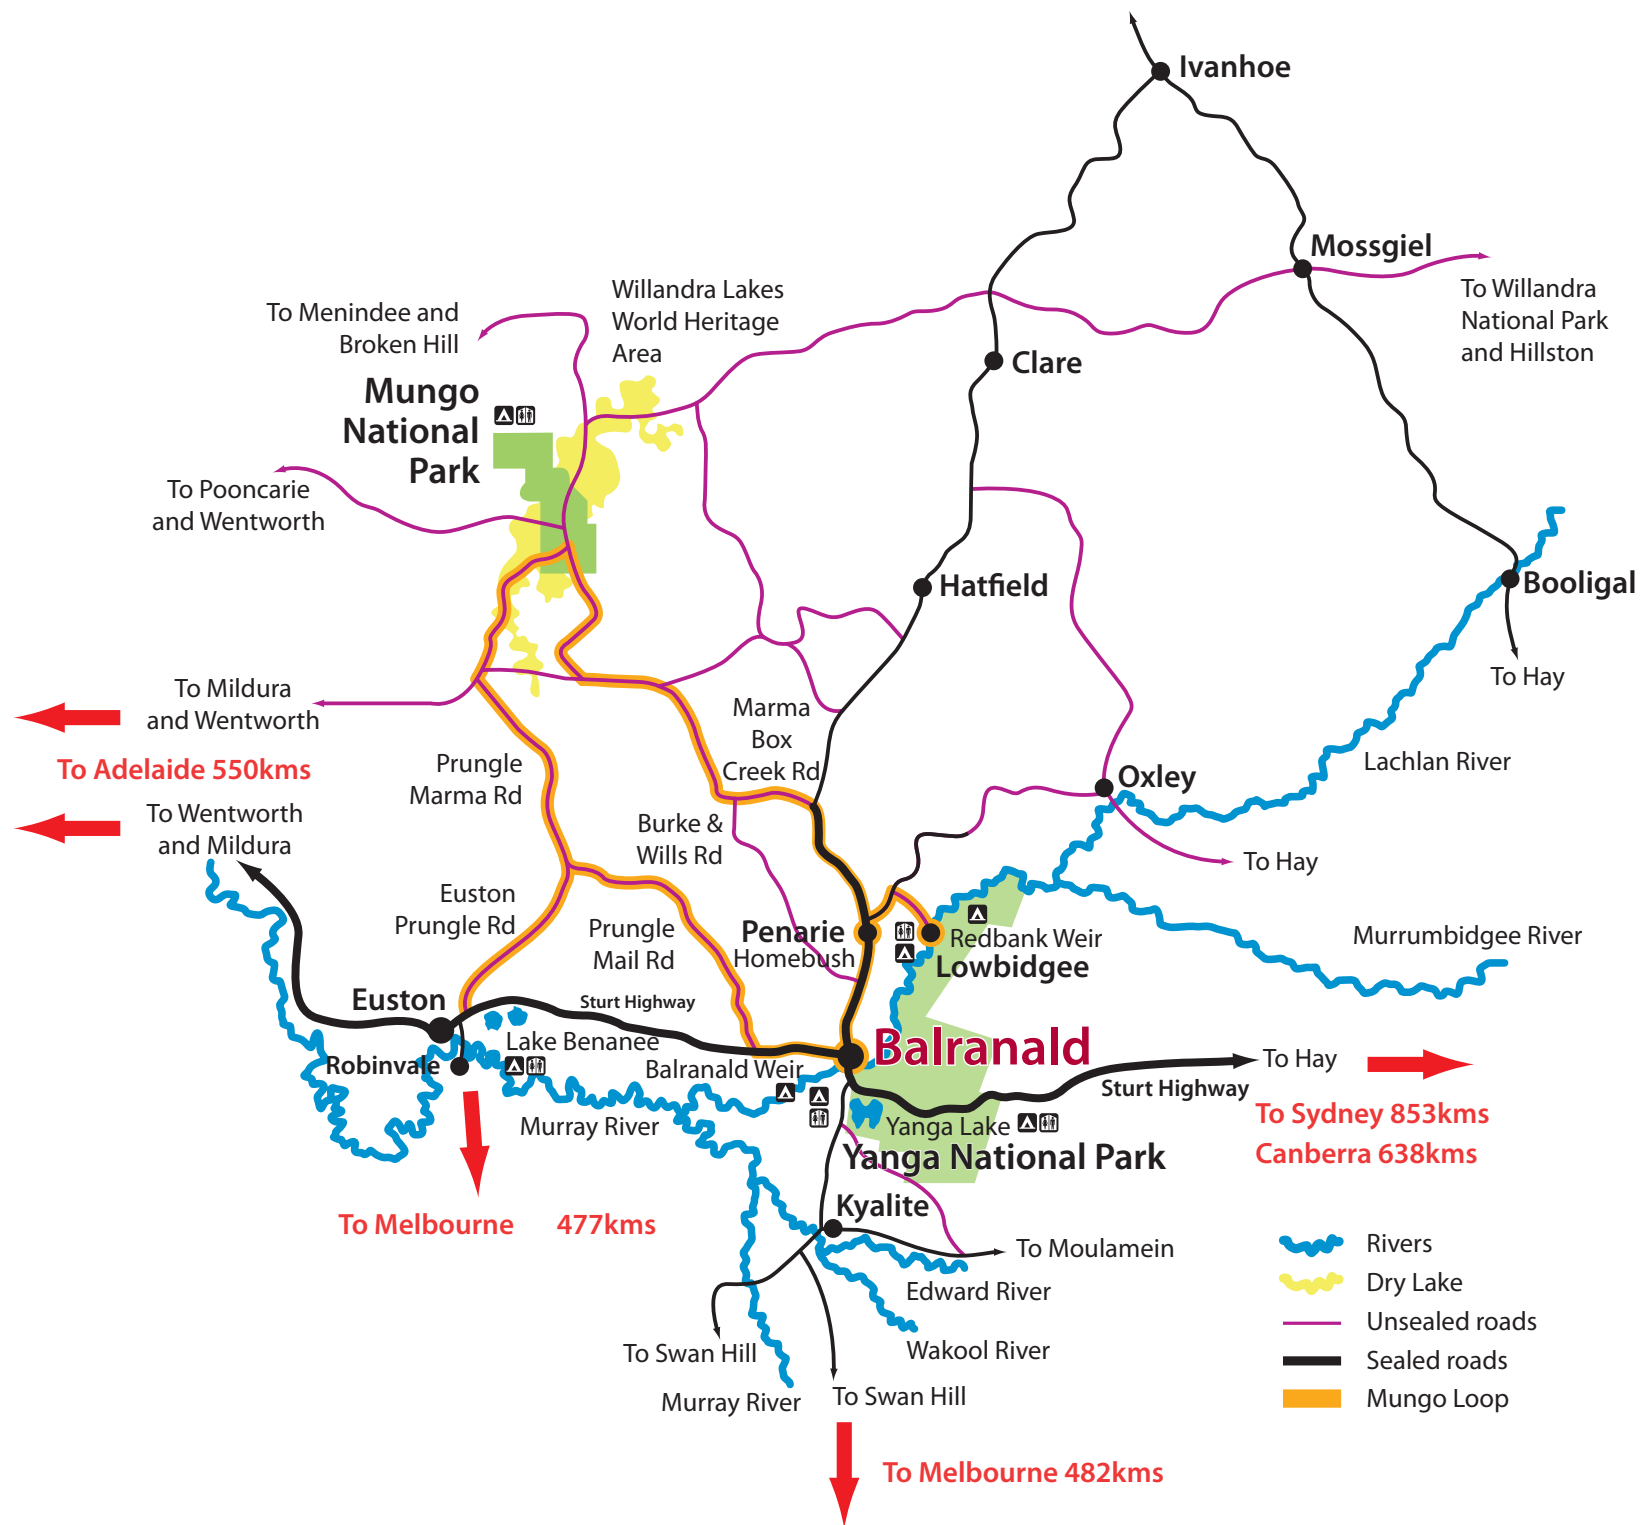 Ivanhoe
Mossgiel
To Willandra
National Park
and Hillston
Willandra Lakes
World Heritage
Area
To Menindee and
Broken Hill
Clare
Mungo
National
Park
To Pooncarie
and Wentworth
Hatfield
Booligal
To Hay
To Mildura
and Wentworth
Marma
Box
Creek Rd
To Adelaide 550kms
Prungle
Marma Rd
Lachlan River
Oxley
To Wentworth
and Mildura
Burke &
Wills Rd
To Hay
Euston
Prungle Rd
Prungle
Mail Rd
Penarie
Homebush
Redbank Weir
Lowbidgee
Murrumbidgee River
Euston
Sturt Highway
Lake Benanee
Balranald
Robinvale
Balranald Weir
To Hay
Sturt Highway
To Sydney 853kms
Canberra 638kms
Murray River
Yanga Lake
Yanga National Park
Kyalite
To Melbourne 477kms
To Moulamein
Edward River
Wakool River
To Swan Hill
Murray River
To Swan Hill
To Melbourne 482kms
Rivers
Dry Lake
Unsealed roads
Sealed roads
Mungo Loop